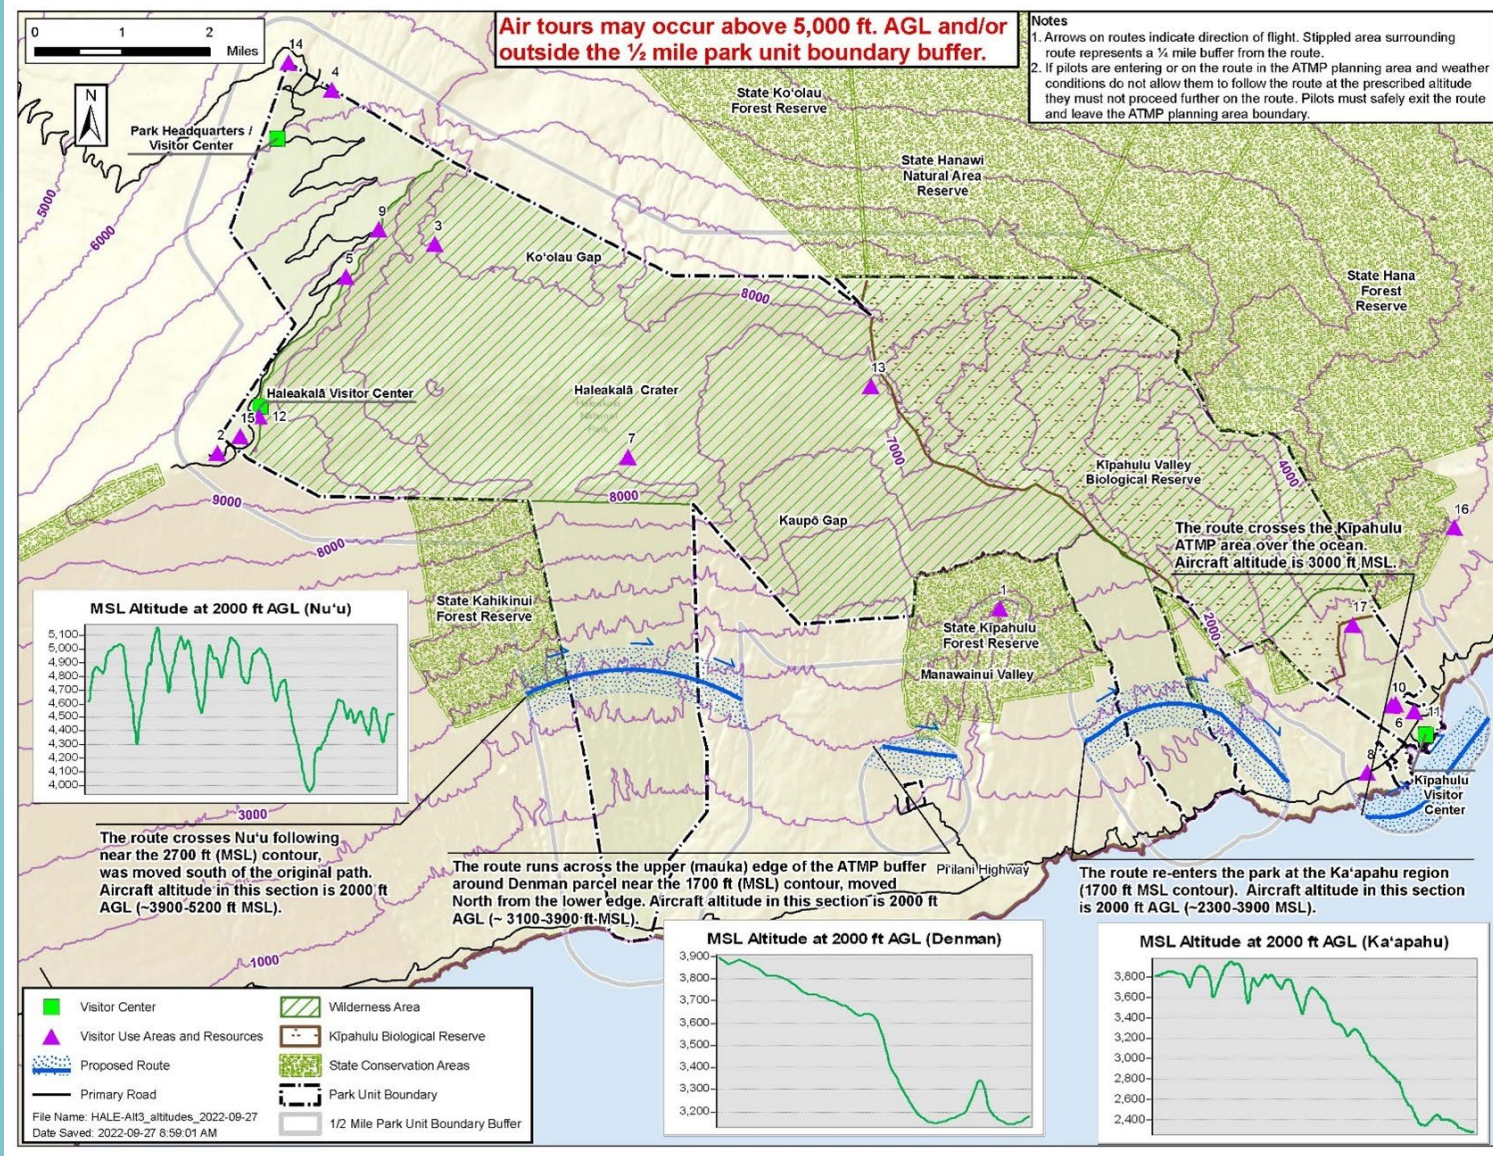 0 1 2
Miles
N
Air tours may occur above 5,000 ft. AGL and/or
outside the ½ mile park unit boundary buffer.
Notes
1. Arrows on routes indicate direction of flight. Stippled area surrounding
route represents a ¼ mile buffer from the route.
2. If pilots are entering or on the route in the ATMP planning area and weather
conditions do not allow them to follow the route at the prescribed altitude
they must not proceed further on the route. Pilots must safely exit the route
and leave the ATMP planning area boundary.
14
4
Park Headquarters /
Visitor Center
State Ko‘olau
Forest Reserve
State Hanawi
Natural Area
Reserve
5000
6000
9
3
5
Ko‘olau Gap
State Hana
Forest
Reserve
8000
13
Haleakalā Visitor Center
Haleakalā Crater
15
12
2
7
7000
Kīpahulu Valley
Biological Reserve
4000
9000
8000
Kaupō Gap
16
The route crosses the Kīpahulu
ATMP area over the ocean.
Aircraft altitude is 3000 ft MSL.
8000
State Kahikinui
Forest Reserve
1
State Kīpahulu
Forest Reserve
Manawainui Valley
2000
17
10
11
6
8
Kīpahulu
Visitor
Center
MSL Altitude at 2000 ft AGL (Nu‘u)
5,100
5,000
4,900
4,800
4,700
4,600
4,500
4,400
4,300
4,200
4,100
4,000
3000
The route crosses Nu‘u following
near the 2700 ft (MSL) contour,
was moved south of the original path.
Aircraft altitude in this section is 2000 ft
AGL (~3900-5200 ft MSL).
The route runs across the upper (mauka) edge of the ATMP buffer
around Denman parcel near the 1700 ft (MSL) contour, moved
North from the lower edge. Aircraft altitude in this section is 2000 ft
AGL (~ 3100-3900 ft MSL).
Pi‘ilani Highway
The route re-enters the park at the Ka‘apahu region
(1700 ft MSL contour). Aircraft altitude in this section
is 2000 ft AGL (~2300-3900 MSL).
1000
MSL Altitude at 2000 ft AGL (Denman)
3,900
3,800
3,700
3,600
3,500
3,400
3,300
3,200
MSL Altitude at 2000 ft AGL (Ka‘apahu)
3,800
3,600
3,400
3,200
3,000
2,800
2,600
2,400
Visitor Center
Visitor Use Areas and Resources
Proposed Route
Primary Road
Wilderness Area
Kīpahulu Biological Reserve
State Conservation Areas
Park Unit Boundary
1/2 Mile Park Unit Boundary Buffer
File Name: HALE-Alt3_altitudes_2022-09-27
Date Saved: 2022-09-27 8:59:01 AM